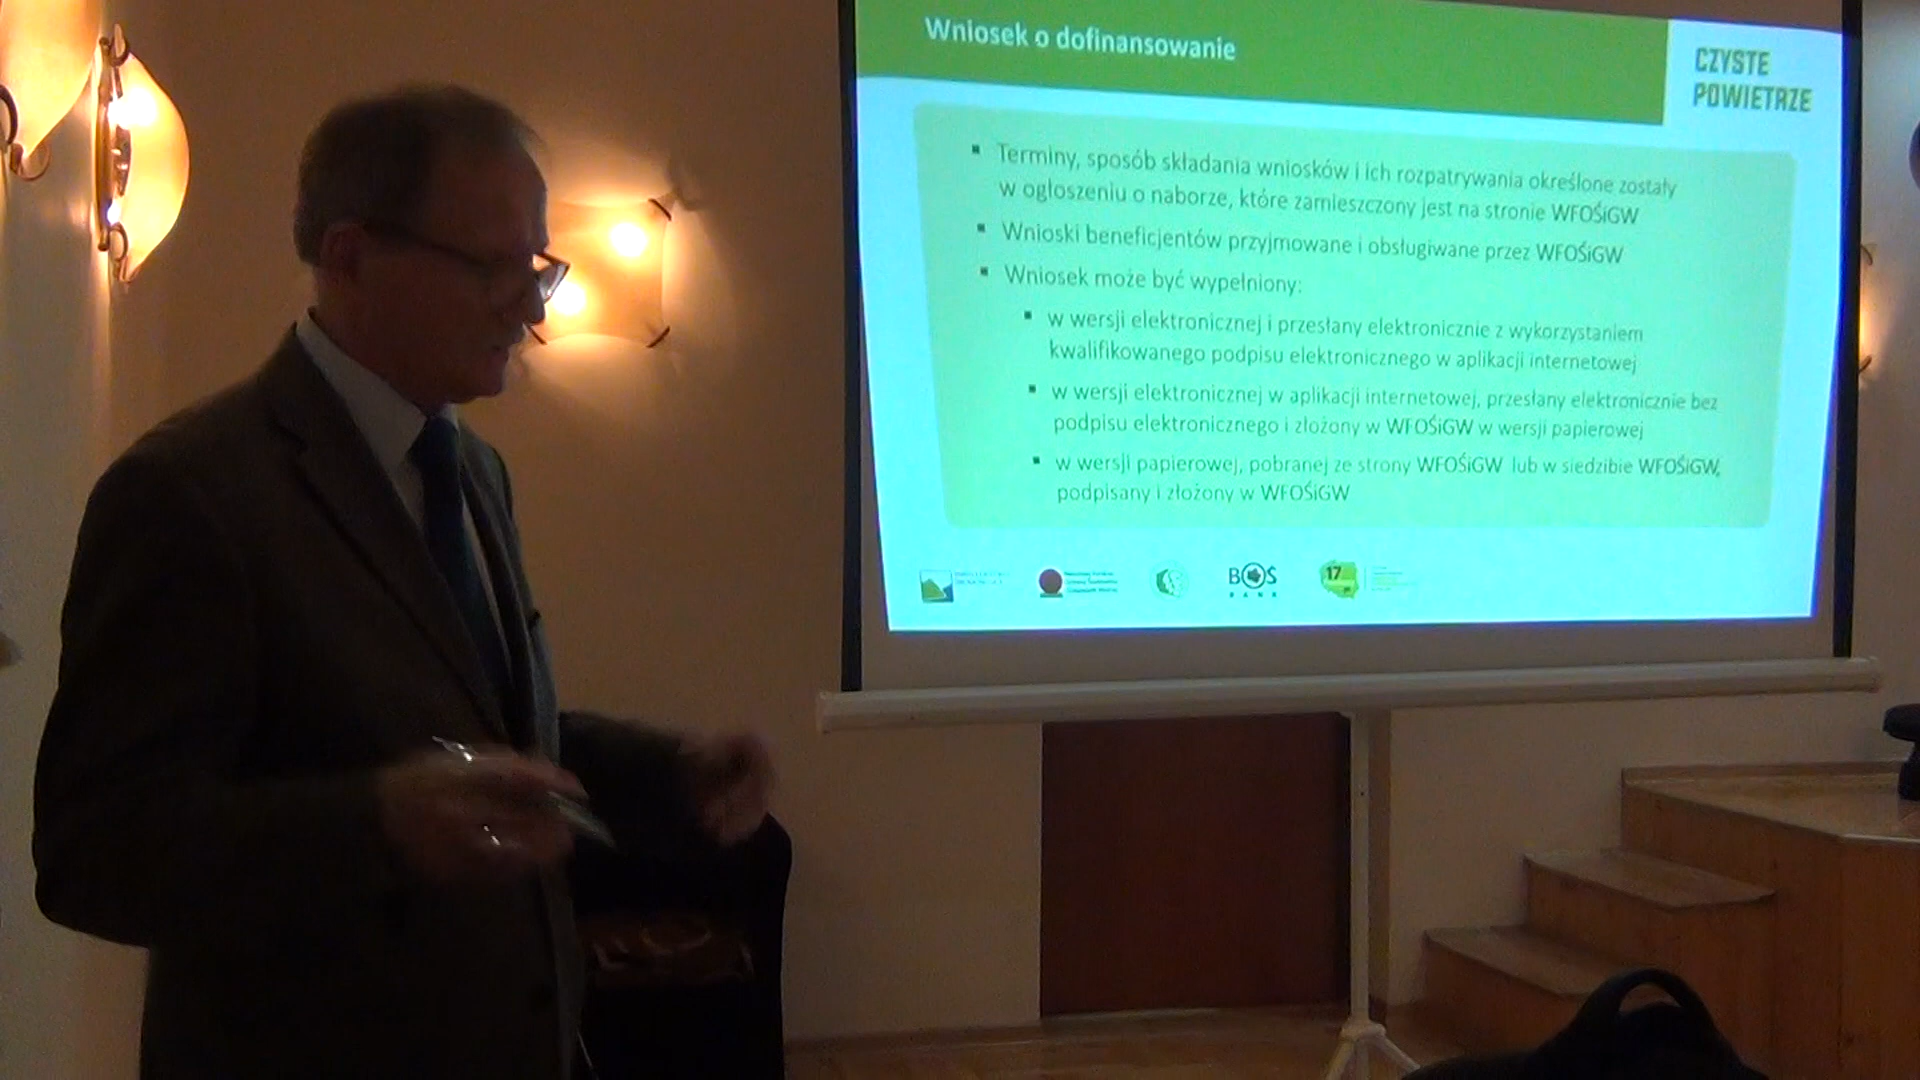 Wniosek o dofinansowanie
CZYSTE
POWIETRZE
▪ Terminy, sposób składania wniosków i ich rozpatrywania określone zostały
w ogłoszeniu o naborze, które zamieszczony jest na stronie WFOŚiGW
▪ Wnioski beneficjentów przyjmowane i obsługiwane przez WFOŚiGW
▪ Wniosek może być wypełniony:
▪ w wersji elektronicznej i przesłany elektronicznie z wykorzystaniem
kwalifikowanego podpisu elektronicznego w aplikacji internetowej
▪ w wersji elektronicznej w aplikacji internetowej, przesłany elektronicznie bez
podpisu elektronicznego i złożony w WFOŚiGW w wersji papierowej
▪ w wersji papierowej, pobranej ze strony WFOŚiGW lub w siedzibie WFOŚiGW,
podpisany i złożony w WFOŚiGW
BOŚ
BANK
17